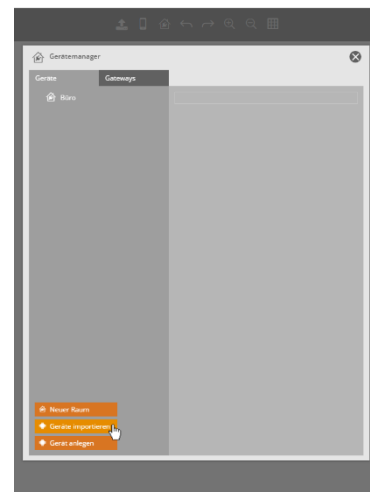 Gerätemanager
Geräte
Gateways
Büro
Neuer Raum
Geräte importieren
Gerät anlegen